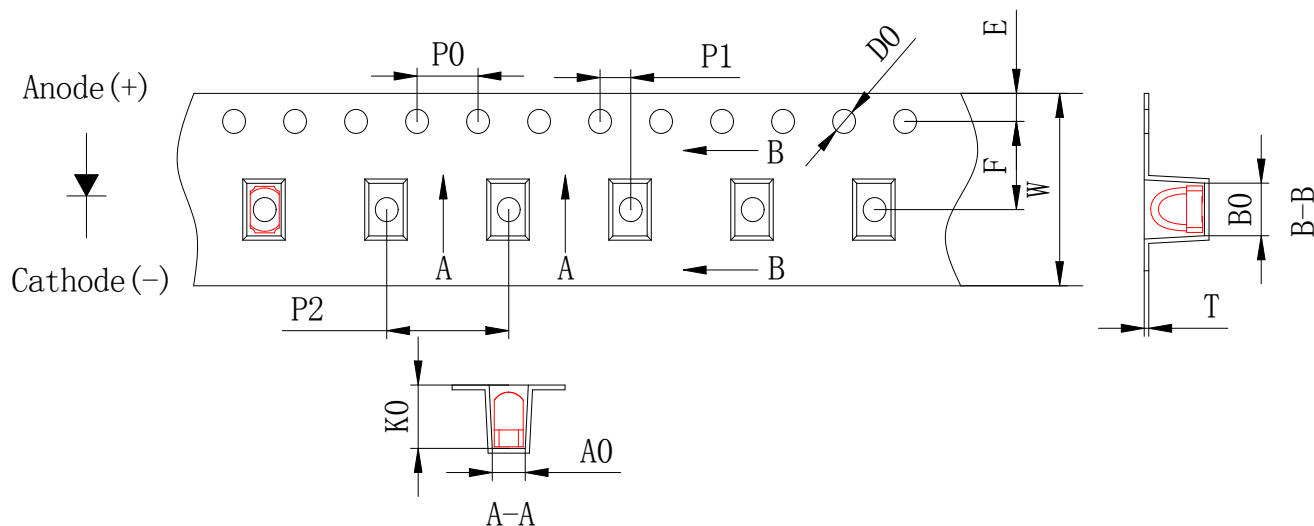 P0
P1
D0
E
Anode(+)
B
F
W
B0
B-B
Cathode(-)
A
A
B
P2
T
K0
A0
A-A